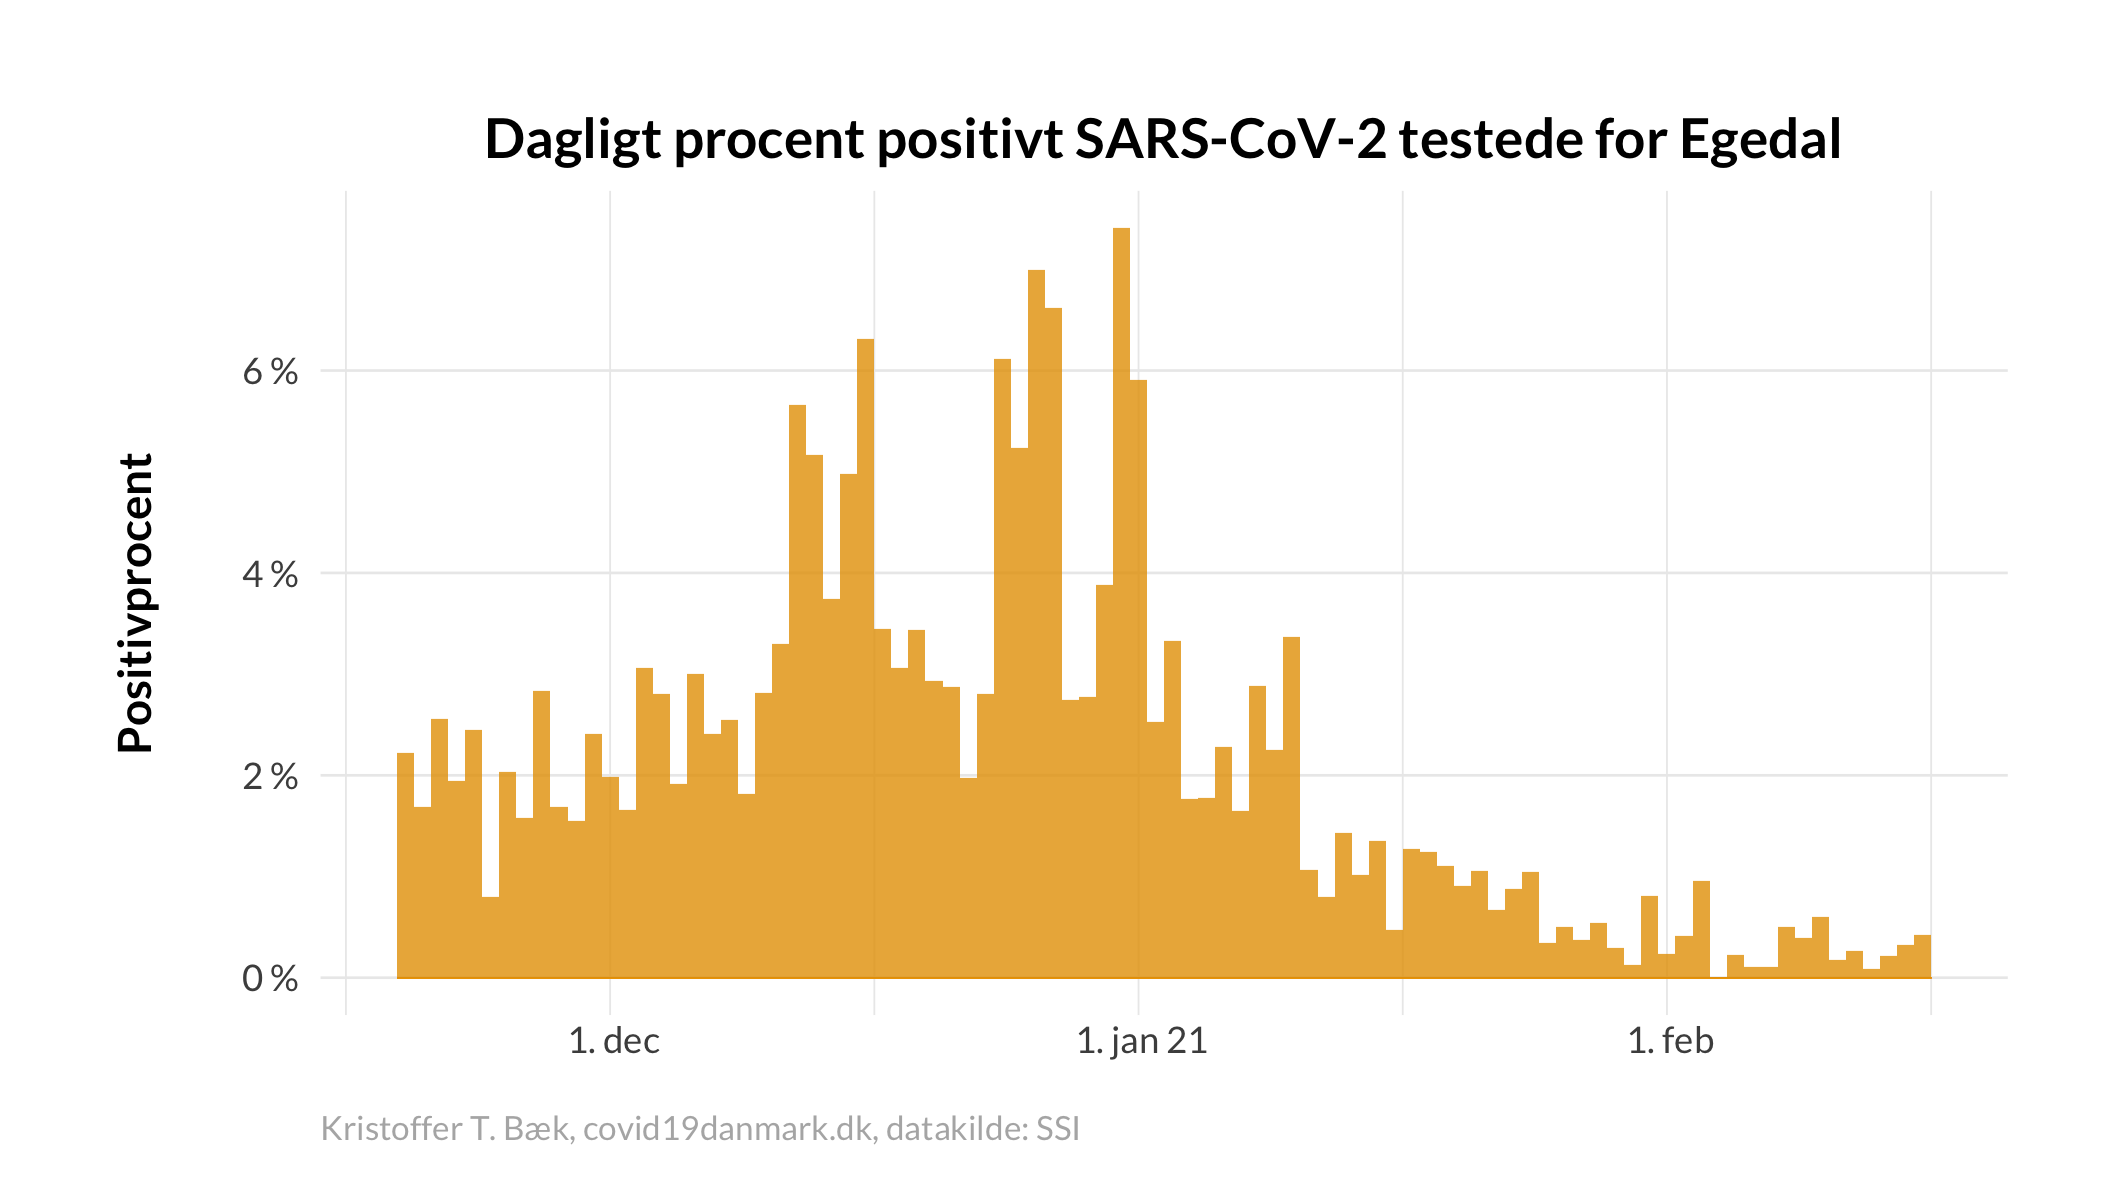 Dagligt procent positivt SARS-CoV-2 testede for Egedal
Positivprocent
6 %
4 %
2 %
0 %
1. dec
1. jan 21
1. feb
Kristoffer T. Bæk, covid19danmark.dk, datakilde: SSI